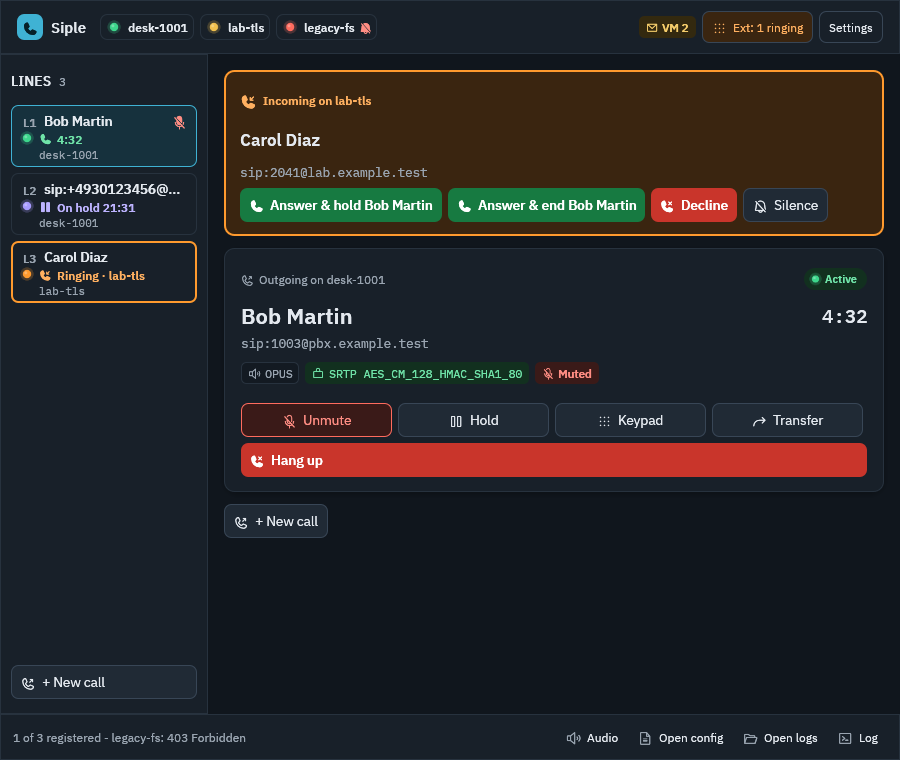 Siple
desk-1001
lab-tls
legacy-fs
VM 2
Ext: 1 ringing
Settings
LINES 3
L1 Bob Martin
4:32
desk-1001
L2 sip:+4930123456@...
On hold 21:31
desk-1001
L3 Carol Diaz
Ringing · lab-tls
lab-tls
+ New call
Incoming on lab-tls
Carol Diaz
sip:2041@lab.example.test
Answer & hold Bob Martin
Answer & end Bob Martin
Decline
Silence
Outgoing on desk-1001
Active
Bob Martin
4:32
sip:1003@pbx.example.test
OPUS
SRTP AES_CM_128_HMAC_SHA1_80
Muted
Unmute
Hold
Keypad
Transfer
Hang up
+ New call
1 of 3 registered - legacy-fs: 403 Forbidden
Audio
Open config
Open logs
Log